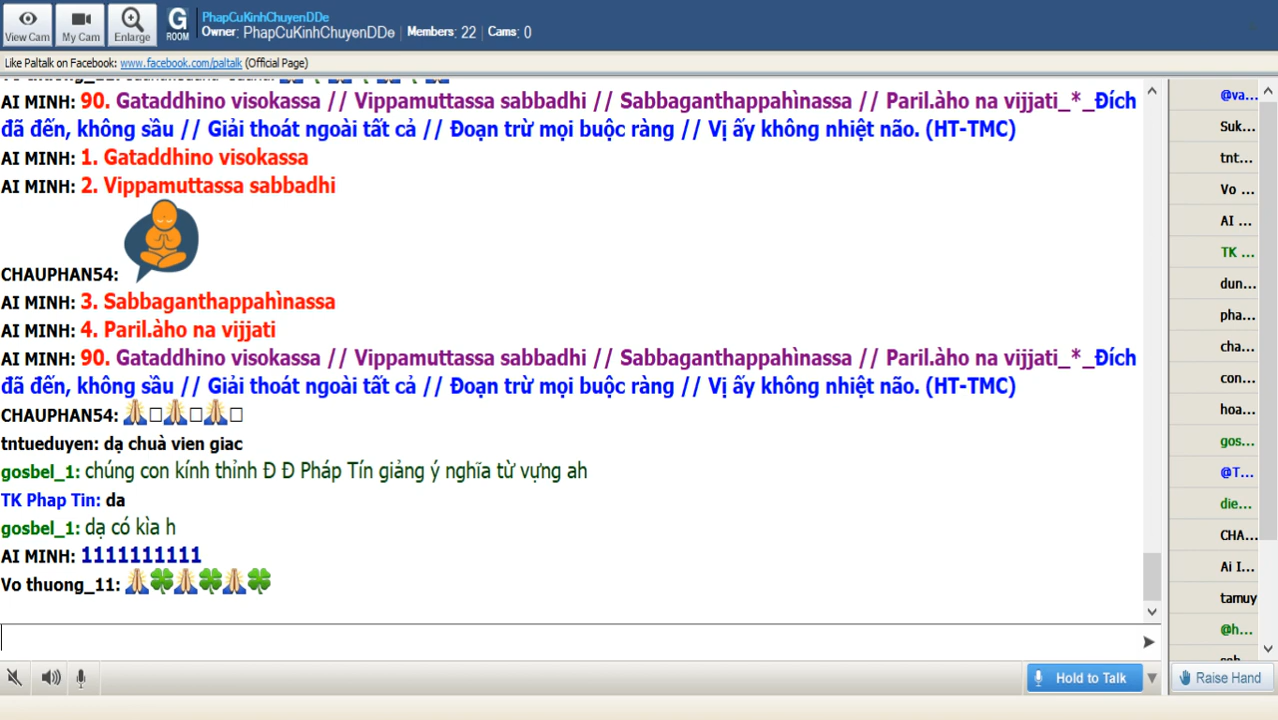 View Cam
My Cam
Enlarge
G
ROOM
PhapCuKinhChuyenDDe
Owner: PhapCuKinhChuyenDDe Members: 22 Cams: 0
Like Paltalk on Facebook: www.facebook.com/paltalk (Official Page)
AI MINH: 90. Gataddhino visokassa // Vippamuttassa sabbadhi // Sabbaganthappahìnassa // Paril.àho na vijjati_*_Đích
đã đến, không sầu // Giải thoát ngoài tất cả // Đoạn trừ mọi buộc ràng // Vị ấy không nhiệt não. (HT-TMC)
AI MINH: 1. Gataddhino visokassa
AI MINH: 2. Vippamuttassa sabbadhi
CHAUPHAN54:
AI MINH: 3. Sabbaganthappahìnassa
AI MINH: 4. Paril.àho na vijjati
AI MINH: 90. Gataddhino visokassa // Vippamuttassa sabbadhi // Sabbaganthappahìnassa // Paril.àho na vijjati_*_Đích
đã đến, không sầu // Giải thoát ngoài tất cả // Đoạn trừ mọi buộc ràng // Vị ấy không nhiệt não. (HT-TMC)
CHAUPHAN54: 🙏□🙏□🙏□
tntueduyen: dạ chuà vien giac
gosbel_1: chúng con kính thỉnh Đ Đ Pháp Tín giảng ý nghĩa từ vựng ah
TK Phap Tin: da
gosbel_1: dạ có kìa h
AI MINH: 1111111111
Vo thuong_11: 🙏🍀🙏🍀🙏🍀
@va...
Suk...
tnt...
Vo ...
AI ...
TK ...
dun...
pha...
cha...
con...
hoa...
gos...
@T...
die...
CHA...
Ai I...
tamuy
@h...
Hold to Talk
Raise Hand